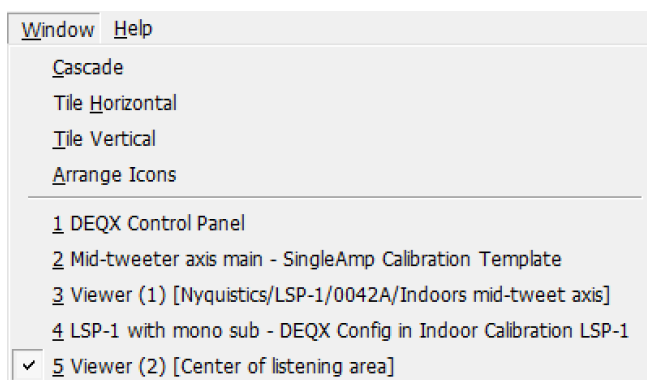 Window Help
Cascade
Tile Horizontal
Tile Vertical
Arrange Icons
1 DEQX Control Panel
2 Mid-tweeter axis main - SingleAmp Calibration Template
3 Viewer (1) [Nyquistics/LSP-1/0042A/Indoors mid-tweet axis]
4 LSP-1 with mono sub - DEQX Config in Indoor Calibration LSP-1
5 Viewer (2) [Center of listening area]